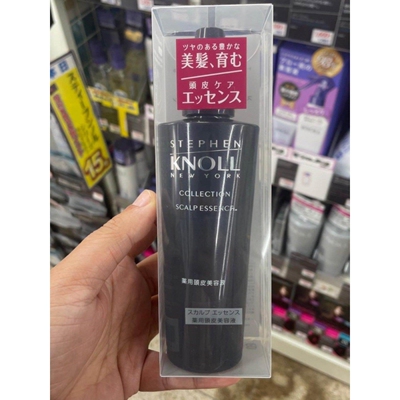 ツヤのある豊かな
美髪、育む
頭皮ケア
エッセンス
STEPHEN
KNOLL
NEW YORK
COLLECTION
SCALP ESSENCE
薬用頭皮美容液
スカルプ エッセンス
薬用頭皮美容液